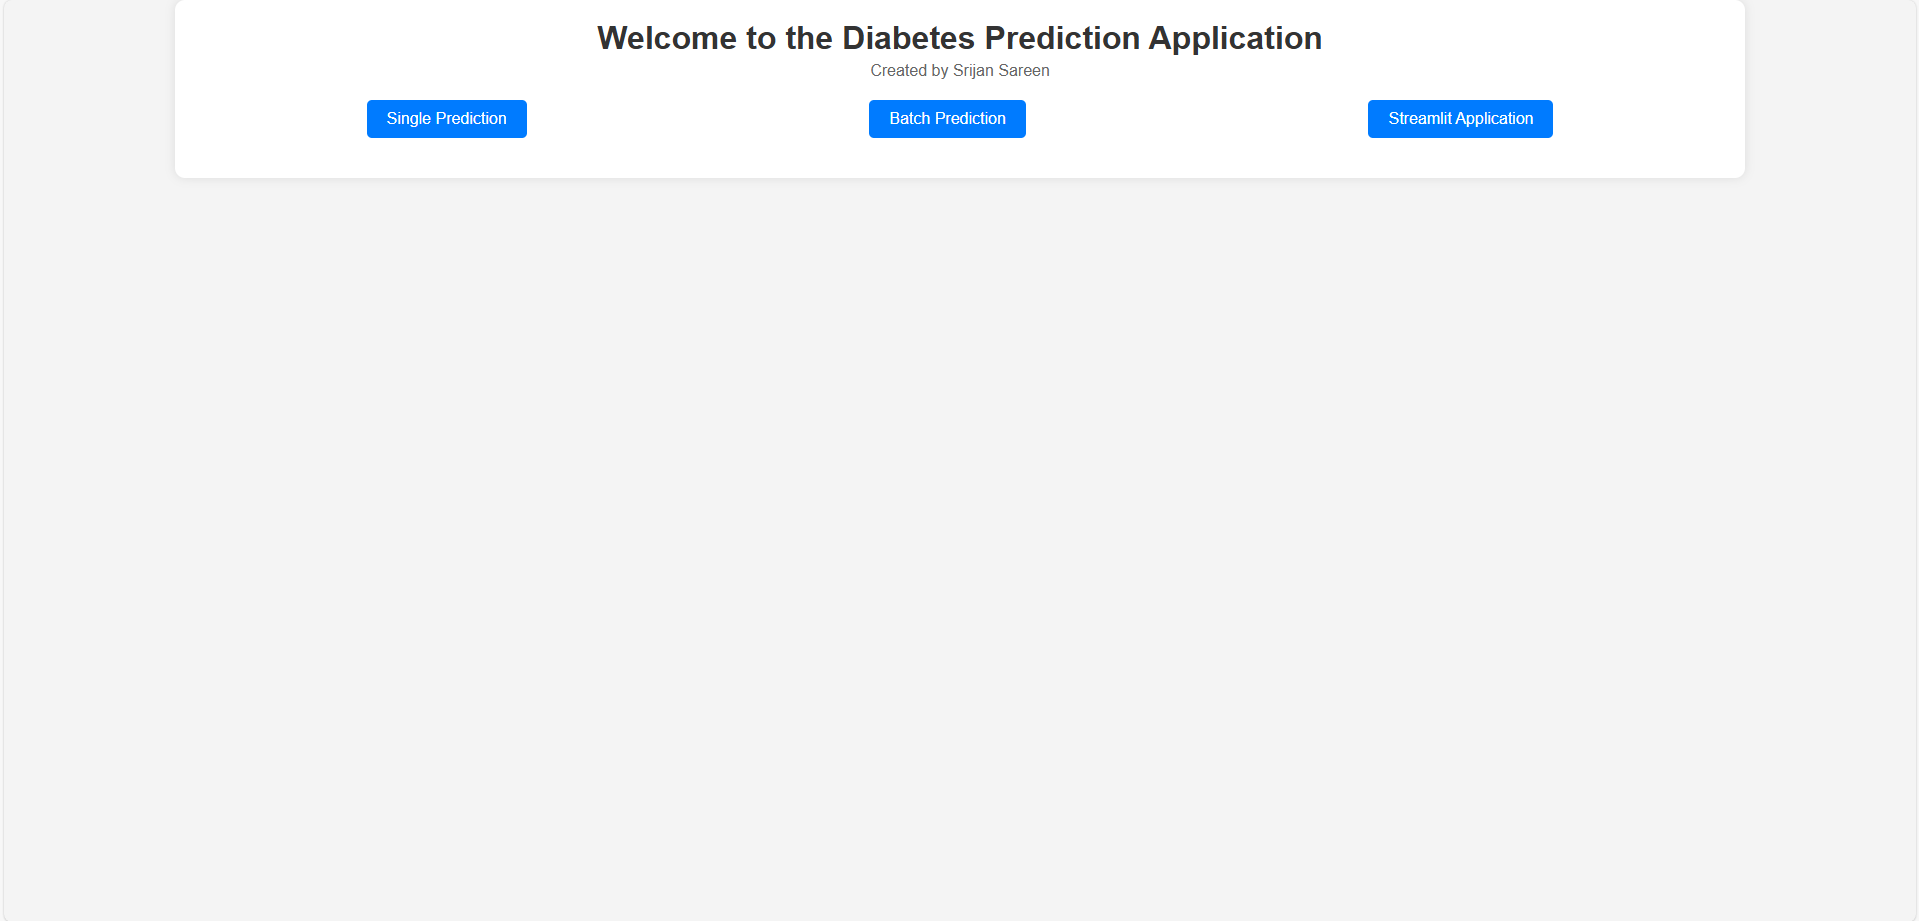 Welcome to the Diabetes Prediction Application
Created by Srijan Sareen
Single Prediction
Batch Prediction
Streamlit Application